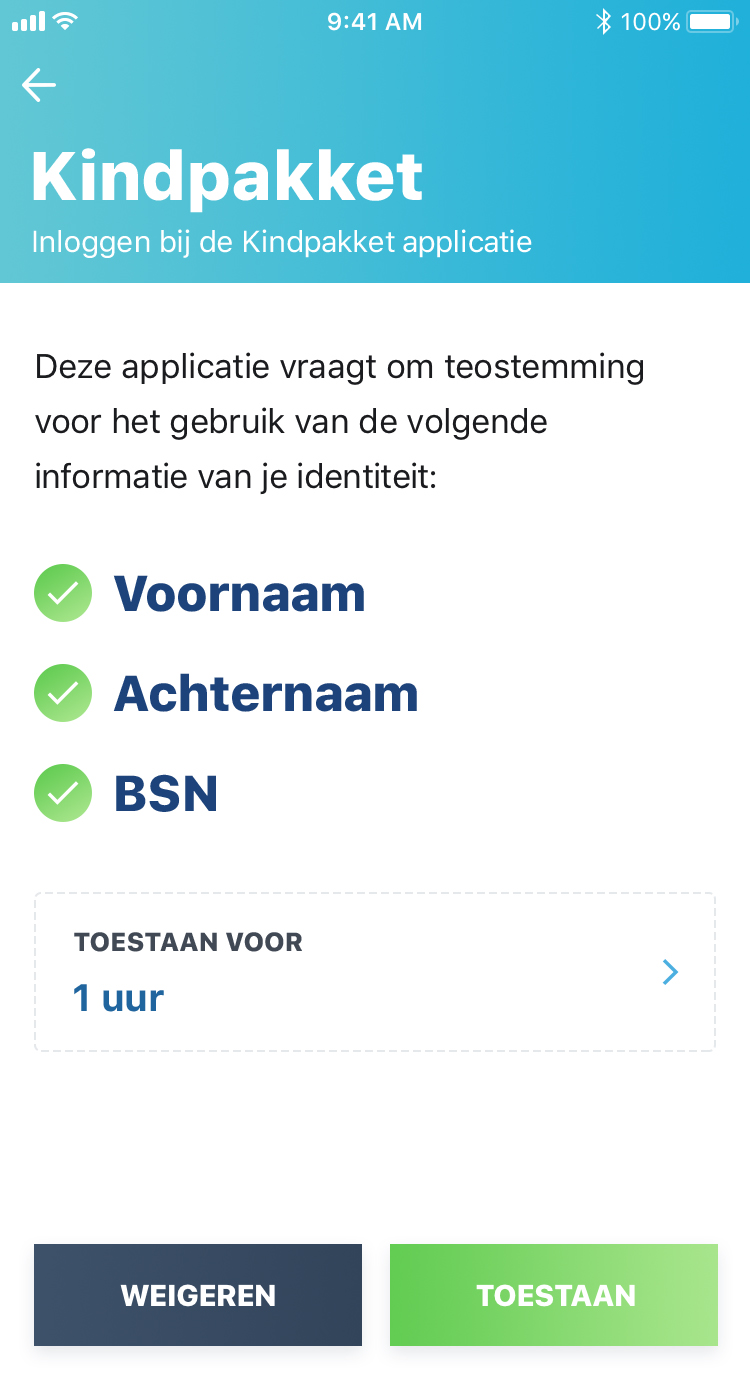 9:41 AM
100%
Kindpakket
Inloggen bij de Kindpakket applicatie
Deze applicatie vraagt om teostemming
voor het gebruik van de volgende
informatie van je identiteit:
Voornaam
Achternaam
BSN
TOESTAAN VOOR
1 uur
WEIGEREN
TOESTAAN